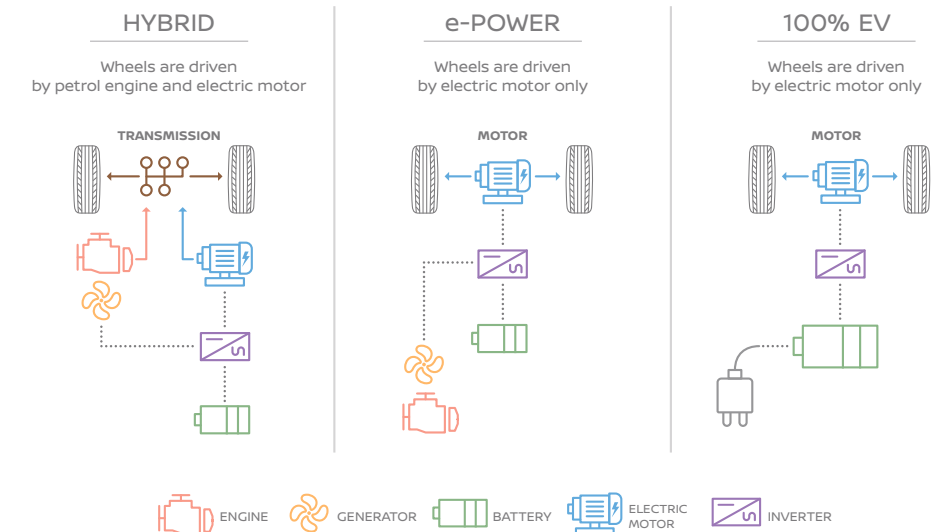 HYBRID
Wheels are driven
by petrol engine and electric motor
TRANSMISSION
e-POWER
Wheels are driven
by electric motor only
MOTOR
100% EV
Wheels are driven
by electric motor only
MOTOR
ENGINE
GENERATOR
BATTERY
ELECTRIC
MOTOR
INVERTER